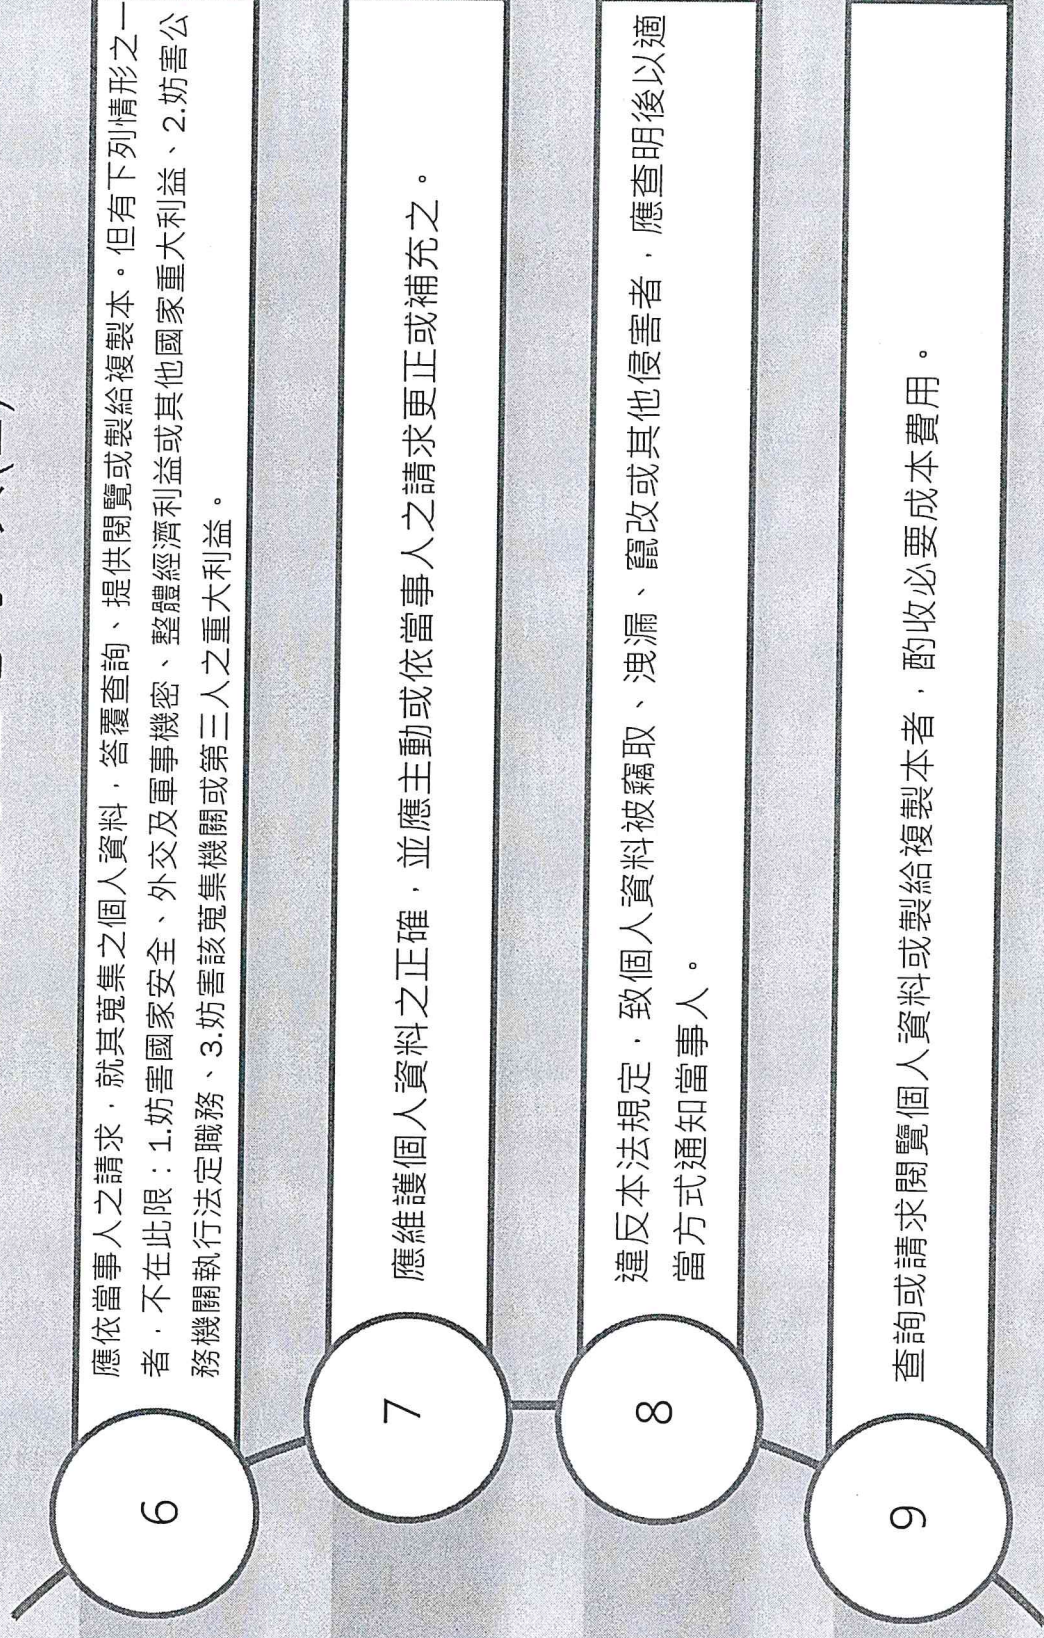 6
應依當事人之請求，就其蒐集之個人資料，答覆查詢、提供閱覽或製給複製本。但有下列情形之一
者，不在此限：1.妨害國家安全、外交及軍事機密、整體經濟利益或其他國家重大利益、2.妨害公
務機關執行法定職務、3.妨害該蒐集機關或第三人之重大利益。
7
應維護個人資料之正確，並應主動或依當事人之請求更正或補充之。
8
違反本法規定，致個人資料被竊取、洩漏、竄改或其他侵害者，應查明後以適
當方式通知當事人。
9
查詢或請求閱覽個人資料或製給複製本者，酌收必要成本費用。